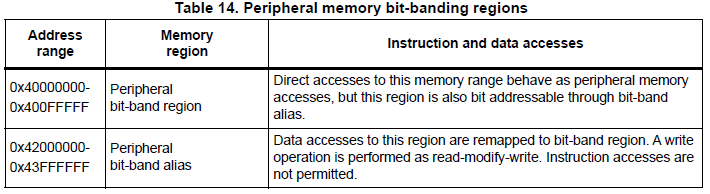 Table 14. Peripheral memory bit-banding regions
Address range
Memory region
Instruction and data accesses
0x40000000-
0x400FFFFF
Peripheral
bit-band region
Direct accesses to this memory range behave as peripheral memory
accesses, but this region is also bit addressable through bit-band
alias.
0x42000000-
0x43FFFFFF
Peripheral
bit-band alias
Data accesses to this region are remapped to bit-band region. A write
operation is performed as read-modify-write. Instruction accesses are
not permitted.